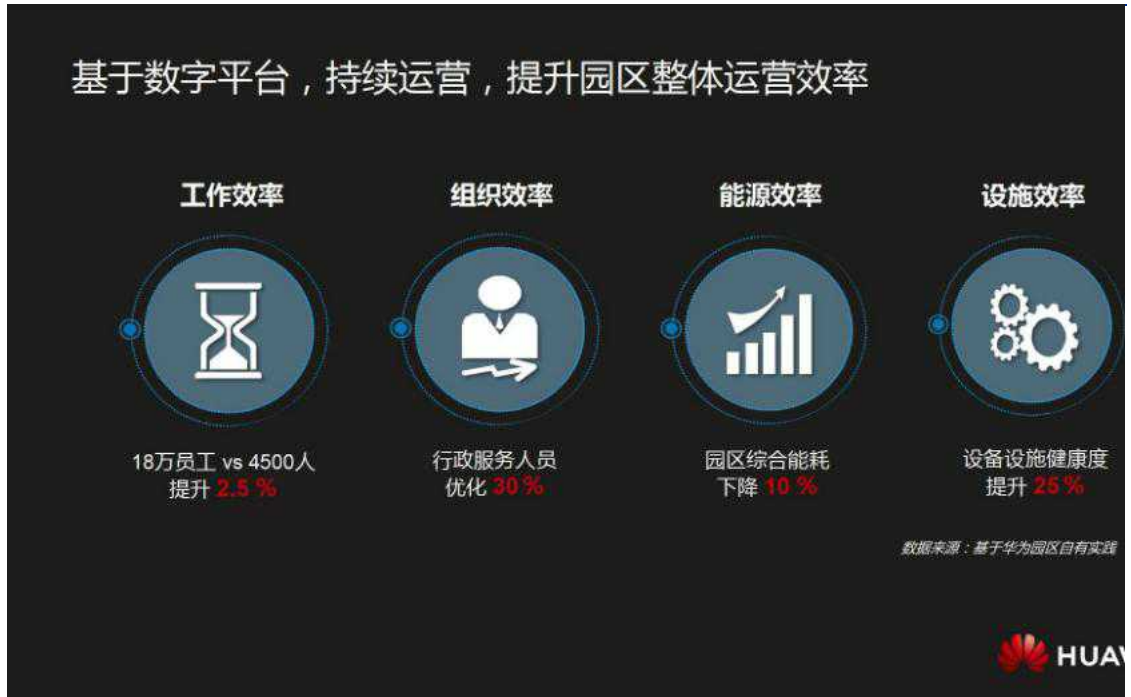 基于数字平台，持续运营，提升园区整体运营效率
工作效率
组织效率
能源效率
设施效率
18万员工 vs 4500人
提升 2.5 %
行政服务人员
优化 30 %
园区综合能耗
下降 10 %
设备设施健康度
提升 25 %
数据来源：基于华为园区自有实践
HUAW